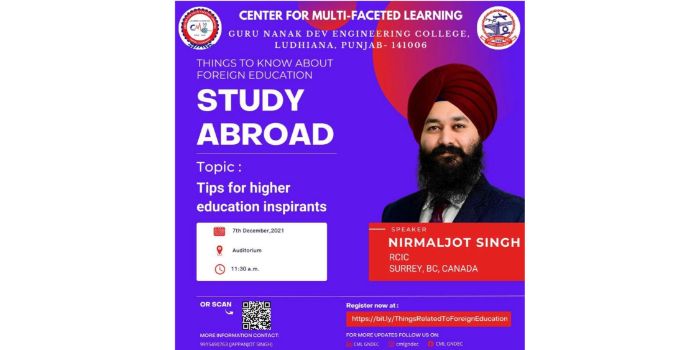 CENTER FOR MULTI-FACETED LEARNING
GURU NANAK DEV ENGINEERING COLLEGE,
LUDHIANA, PUNJAB- 141006
THINGS TO KNOW ABOUT
FOREIGN EDUCATION
STUDY
ABROAD
Topic :
Tips for higher
education inspirants
7th December,2021
Auditorium
11:30 a.m.
SPEAKER
NIRMALJOT SINGH
RCIC
SURREY, BC, CANADA
OR SCAN
MORE INFORMATION CONTACT:
(JAPPANJOT SINGH)
Register now at :
https://bit.ly/ThingsRelatedToForeignEducation
FOR MORE UPDATES FOLLOW US ON:
CML GNDEC
cmlgndec
CML GNDEC